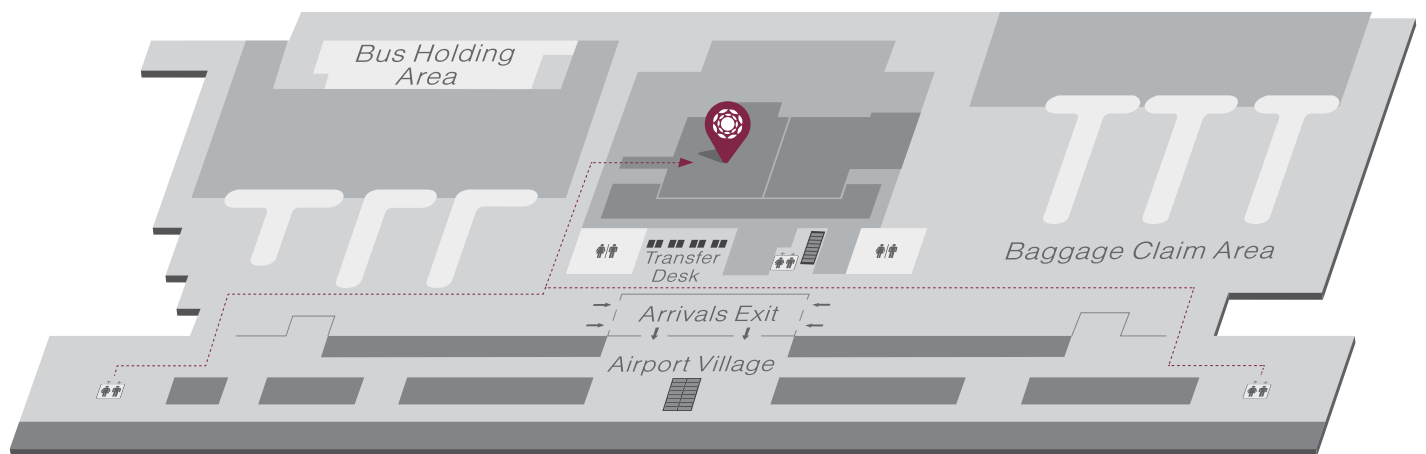 Bus Holding
Area
Baggage Claim Area
Transfer
Desk
Arrivals Exit
Airport Village